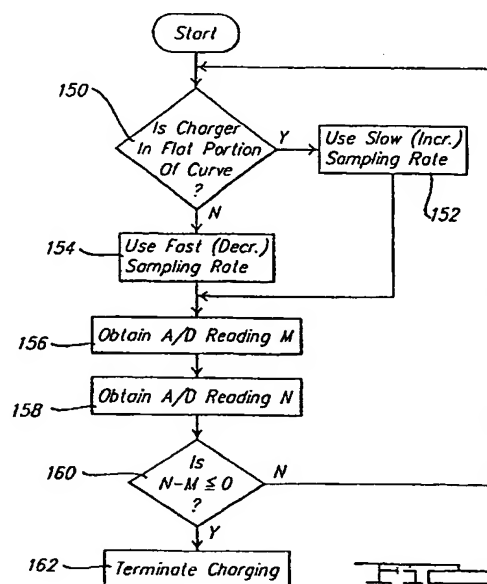 Start
150
Is Charger
In Flat Portion
Of Curve
?
Y
Use Slow (Incr.)
Sampling Rate
152
N
154
Use Fast (Decr.)
Sampling Rate
156
Obtain A/D Reading M
158
Obtain A/D Reading N
160
Is
N-M ≦ 0
?
N
Y
162
Terminate Charging